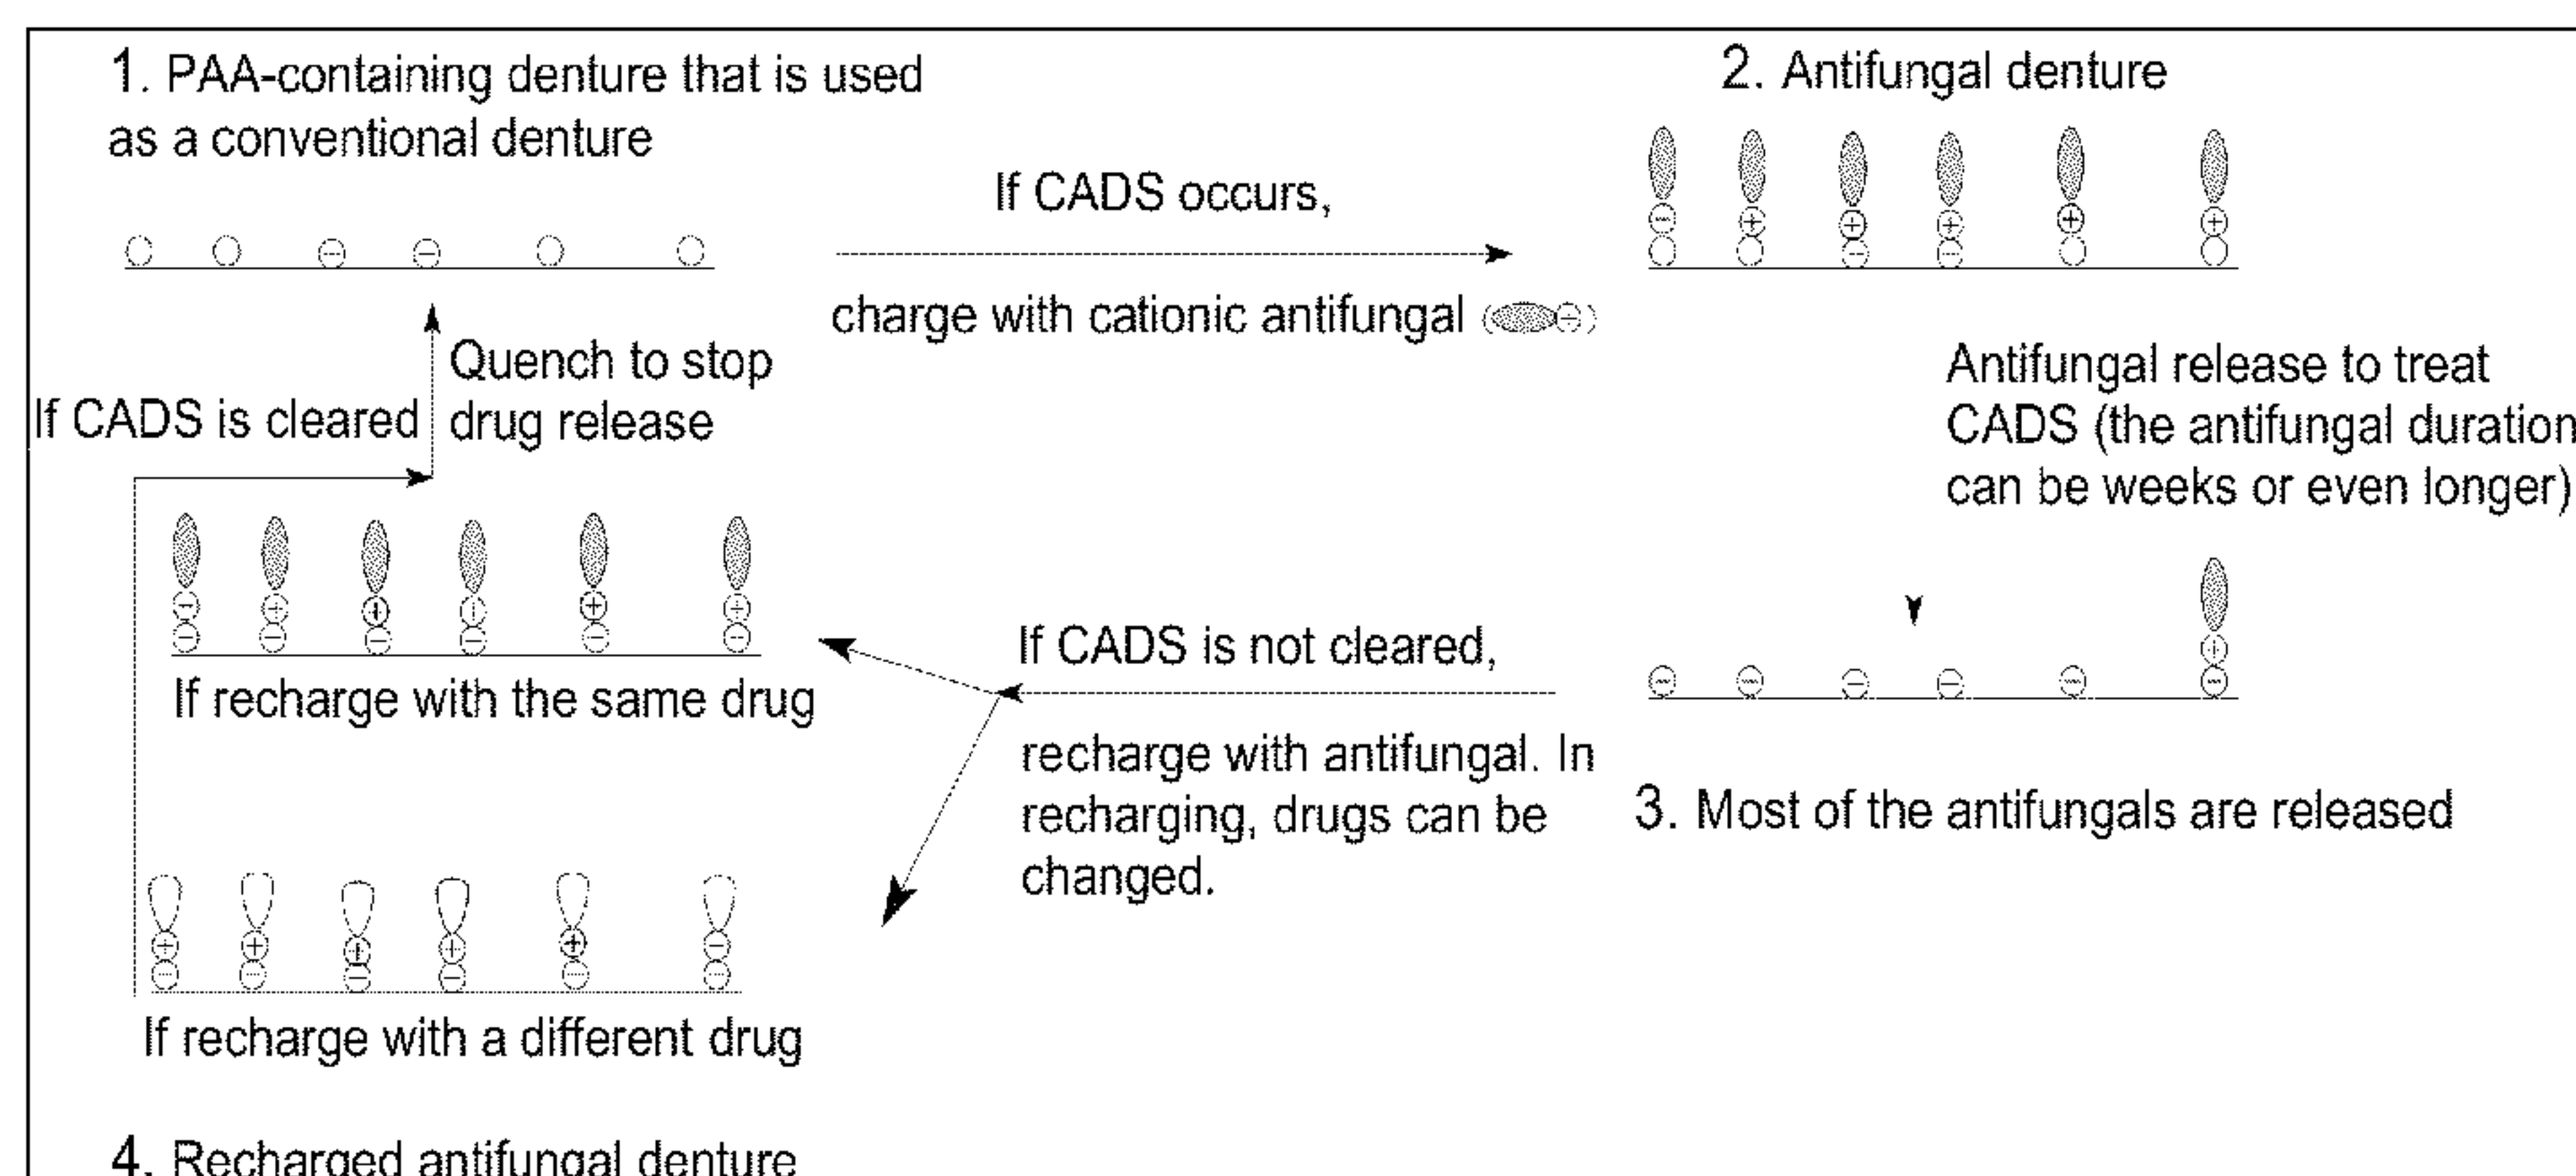 1. PAA-containing denture that is used
as a conventional denture
2. Antifungal denture
If CADS occurs,
charge with cationic antifungal
Quench to stop
drug release
If CADS is cleared
Antifungal release to treat
CADS (the antifungal duration
can be weeks or even longer)
If recharge with the same drug
If CADS is not cleared,
recharge with antifungal. In
recharging, drugs can be
changed.
3. Most of the antifungals are released
If recharge with a different drug
4. Recharged antifungal denture